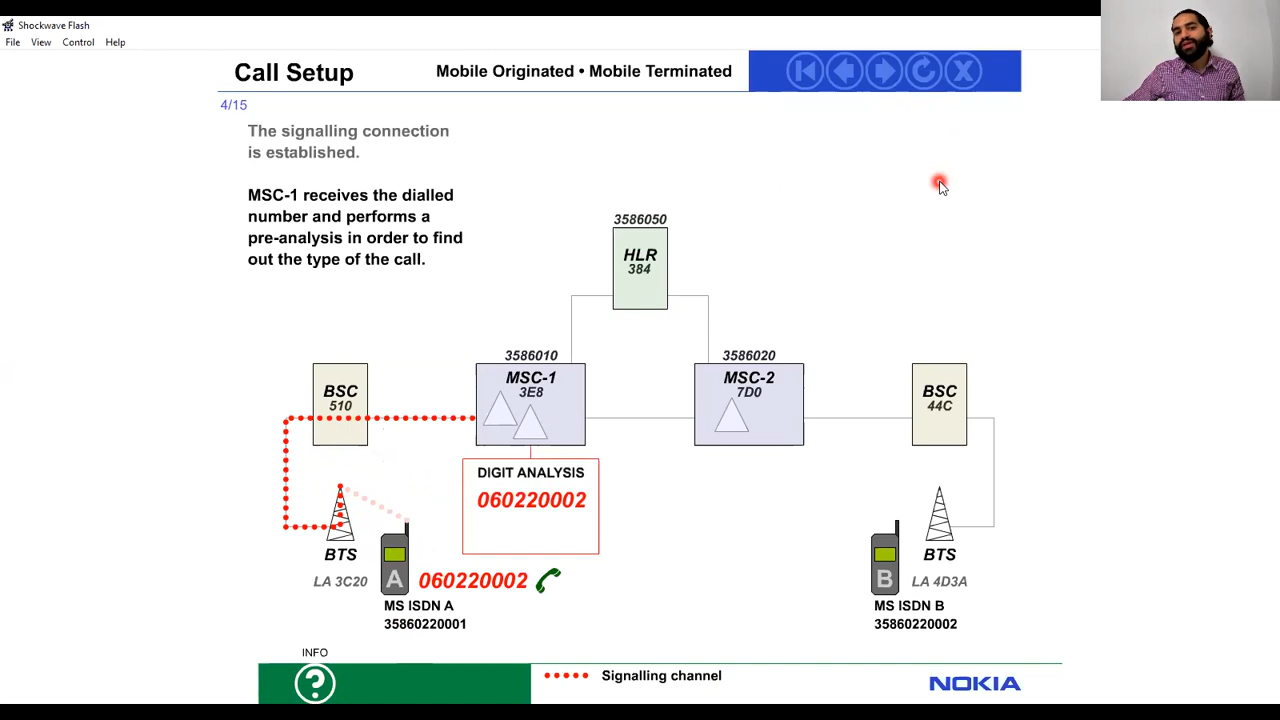 Shockwave Flash
File View Control Help
Call Setup
Mobile Originated • Mobile Terminated
4/15
The signalling connection
is established.
MSC-1 receives the dialled
number and performs a
pre-analysis in order to find
out the type of the call.
3586050
HLR
384
3586010
MSC-1
3E8
3586020
MSC-2
7D0
BSC
510
BSC
44C
DIGIT ANALYSIS
060220002
BTS
LA 3C20
A
060220002
MS ISDN A
35860220001
B
BTS
LA 4D3A
MS ISDN B
35860220002
INFO
?
Signalling channel
NOKIA